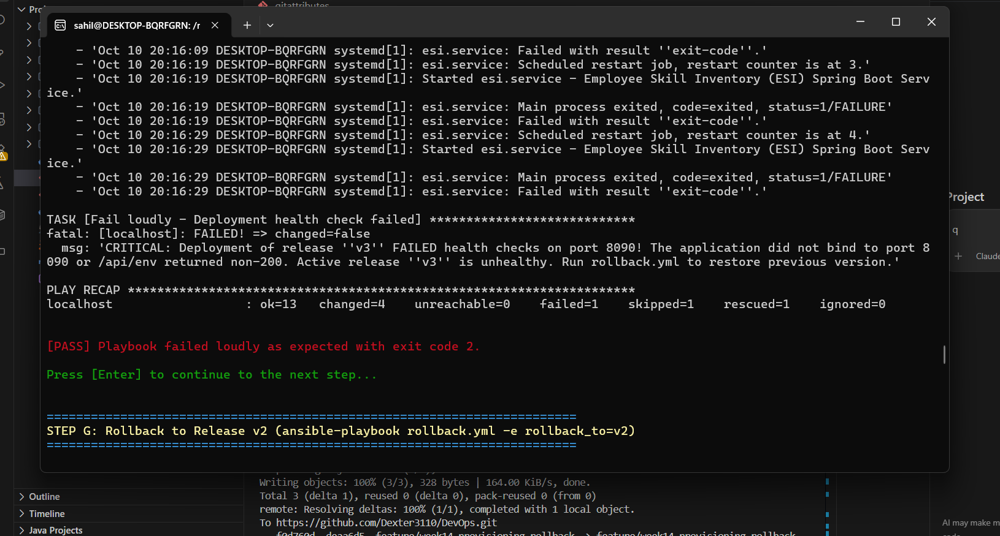 Pro
.gitattributes
sahil@DESKTOP-BQRFGRN: /r
- 'Oct 10 20:16:09 DESKTOP-BQRFGRN systemd[1]: esi.service: Failed with result ''exit-code''.'
- 'Oct 10 20:16:19 DESKTOP-BQRFGRN systemd[1]: esi.service: Scheduled restart job, restart counter is at 3.'
- 'Oct 10 20:16:19 DESKTOP-BQRFGRN systemd[1]: Started esi.service - Employee Skill Inventory (ESI) Spring Boot Serv
ice.'
- 'Oct 10 20:16:19 DESKTOP-BQRFGRN systemd[1]: esi.service: Main process exited, code=exited, status=1/FAILURE'
- 'Oct 10 20:16:19 DESKTOP-BQRFGRN systemd[1]: esi.service: Failed with result ''exit-code''.'
- 'Oct 10 20:16:29 DESKTOP-BQRFGRN systemd[1]: esi.service: Scheduled restart job, restart counter is at 4.'
- 'Oct 10 20:16:29 DESKTOP-BQRFGRN systemd[1]: Started esi.service - Employee Skill Inventory (ESI) Spring Boot Serv
ice.'
- 'Oct 10 20:16:29 DESKTOP-BQRFGRN systemd[1]: esi.service: Main process exited, code=exited, status=1/FAILURE'
- 'Oct 10 20:16:29 DESKTOP-BQRFGRN systemd[1]: esi.service: Failed with result ''exit-code''.'
TASK [Fail loudly - Deployment health check failed] ****************************
fatal: [localhost]: FAILED! => changed=false
msg: 'CRITICAL: Deployment of release ''v3'' FAILED health checks on port 8090! The application did not bind to port 8
090 or /api/env returned non-200. Active release ''v3'' is unhealthy. Run rollback.yml to restore previous version.'
PLAY RECAP *********************************************************************
localhost : ok=13 changed=4 unreachable=0 failed=1 skipped=1 rescued=1 ignored=0
[PASS] Playbook failed loudly as expected with exit code 2.
Press [Enter] to continue to the next step...
========================================================================
STEP G: Rollback to Release v2 (ansible-playbook rollback.yml -e rollback_to=v2)
========================================================================
Project
q
+ Claude
Writing objects: 100% (3/3), 328 bytes | 164.00 KiB/s, done.
Total 3 (delta 1), reused 0 (delta 0), pack-reused 0 (from 0)
remote: Resolving deltas: 100% (1/1), completed with 1 local object.
To https://github.com/Dexter3110/DevOps.git
Outline
Timeline
Java Projects
AI may make m